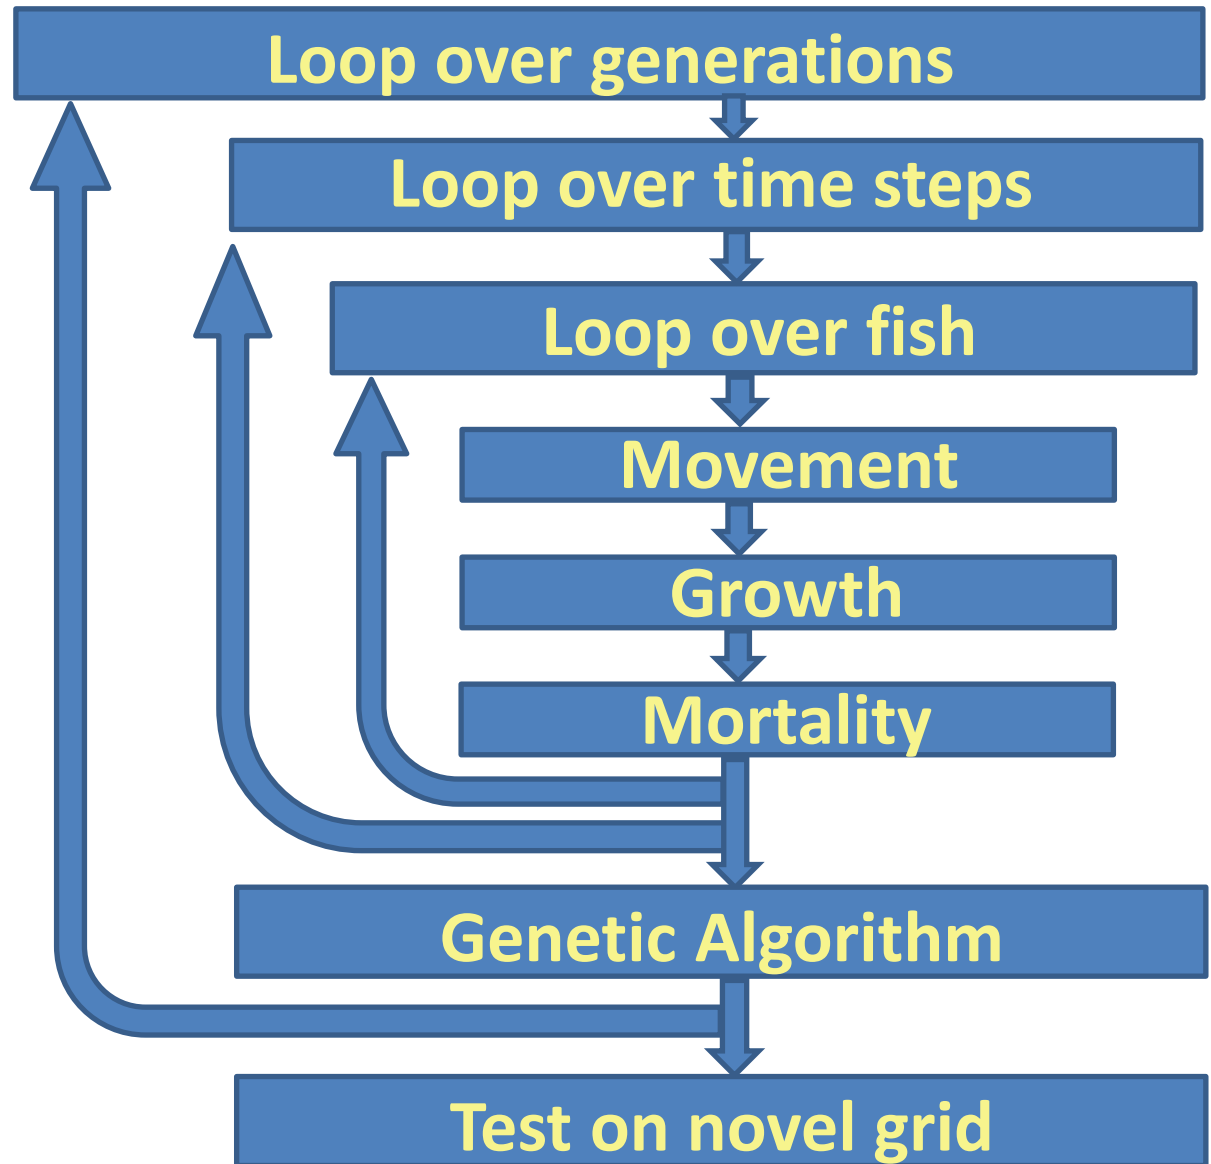 Loop over generations
Loop over time steps
Loop over fish
Movement
Growth
Mortality
Genetic Algorithm
Test on novel grid